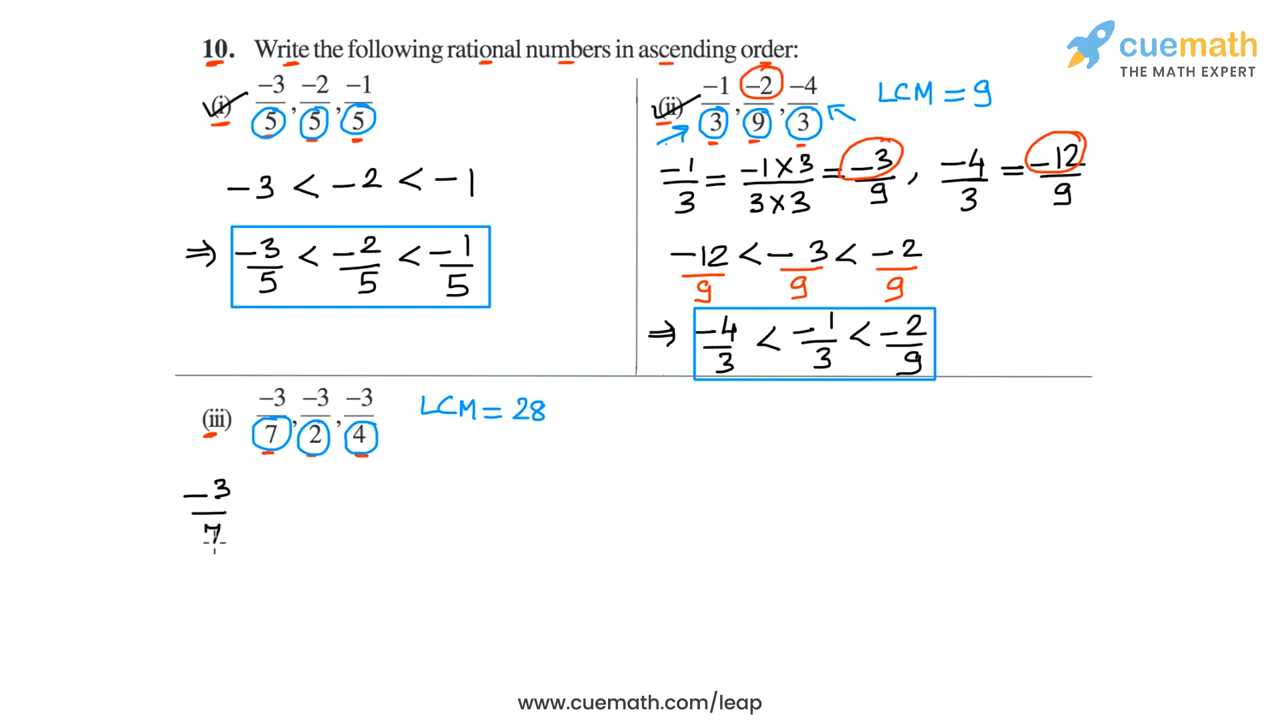 10. Write the following rational numbers in ascending order:
cuemath
THE MATH EXPERT
(i) -3/5, -2/5, -1/5
-3 < -2 < -1
⇒ -3/5 < -2/5 < -1/5
(ii) -1/3, -2/9, -4/3 LCM = 9
-1/3 = -1×3/3×3 = -3/9, -4/3 = -12/9
-12/9 < -3/9 < -2/9
⇒ -4/3 < -1/3 < -2/9
(iii) -3/7, -3/2, -3/4 LCM = 28
-3/7
www.cuemath.com/leap